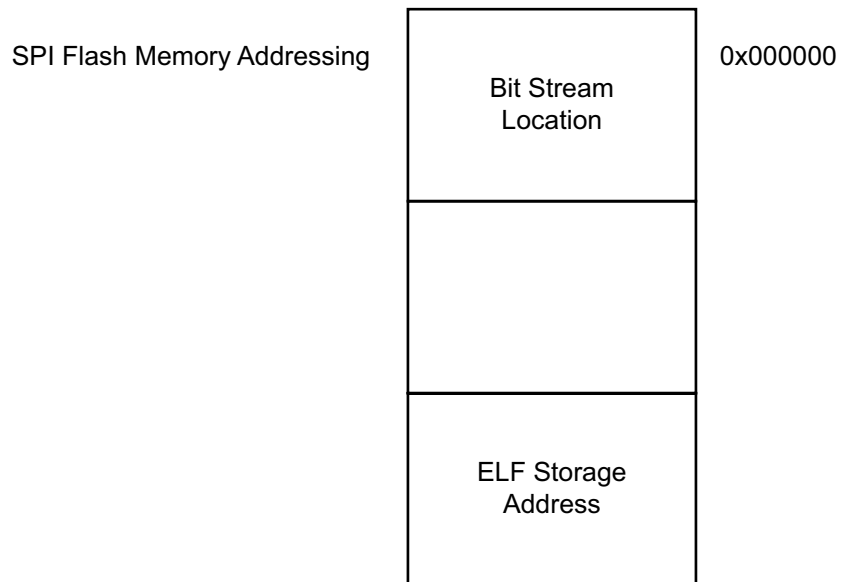 SPI Flash Memory Addressing
Bit Stream
Location
0x000000
ELF Storage
Address